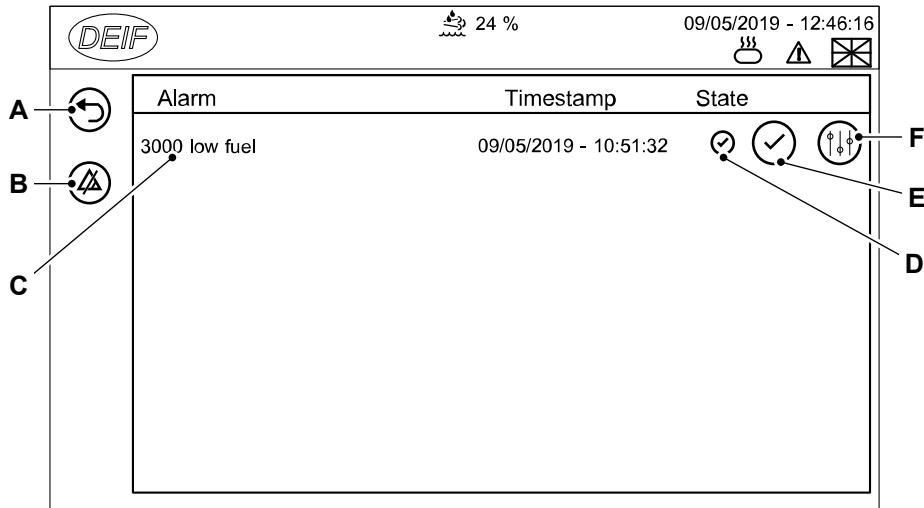 DEIF
24 %
09/05/2019 - 12:46:16
A
Alarm Timestamp State
3000 low fuel 09/05/2019 - 10:51:32
F
B
E
D
C